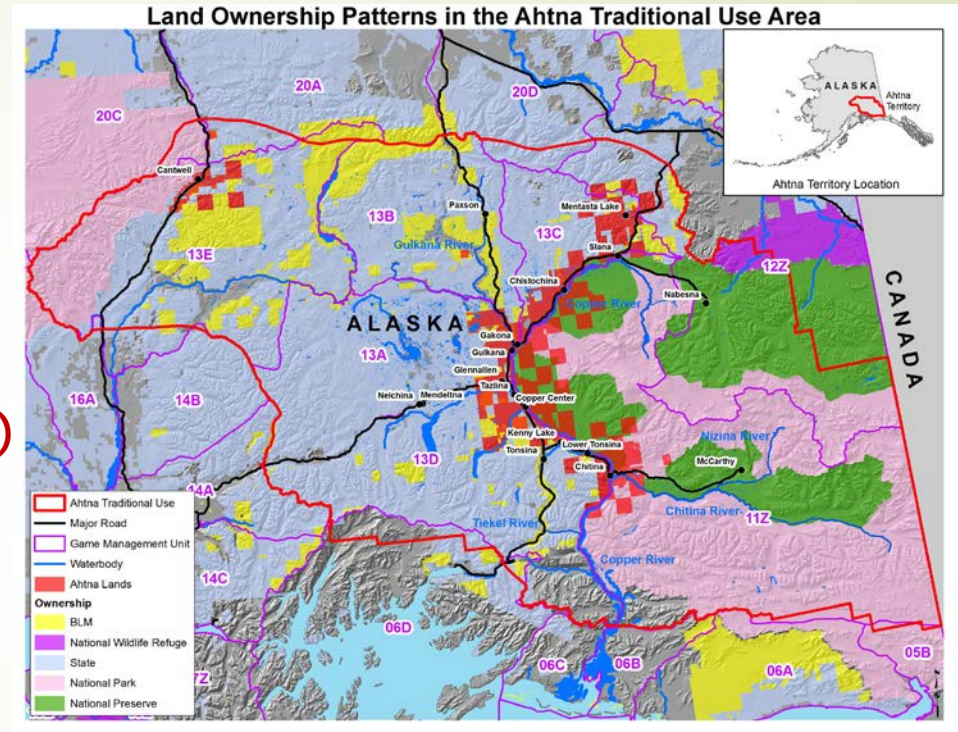 Land Ownership Patterns in the Ahtna Traditional Use Area
20C
20A
20D
ALASKA
Ahtna
Territory
Ahtna Territory Location
Cantwell
Paxson
13B
Gulkana River
13C
Mentasta Lake
Slana
13E
12Z
Chistochina
Copper River
Nabesna
CANADA
ALASKA
Gakona
13A
Gulkana
Glennallen
Tazlina
Nelchina
Mendeltna
Copper Center
16A
14B
Kenny Lake
Tonsina
Lower Tonsina
Nizina River
13D
Chitina
McCarthy
14A
Chitina River
11Z
Tiekel River
Copper River
14C
06D
06C
06B
06A
05B
7Z
)
Ahtna Traditional Use
Major Road
Game Management Unit
Waterbody
Ahtna Lands
Ownership
BLM
National Wildlife Refuge
State
National Park
National Preserve